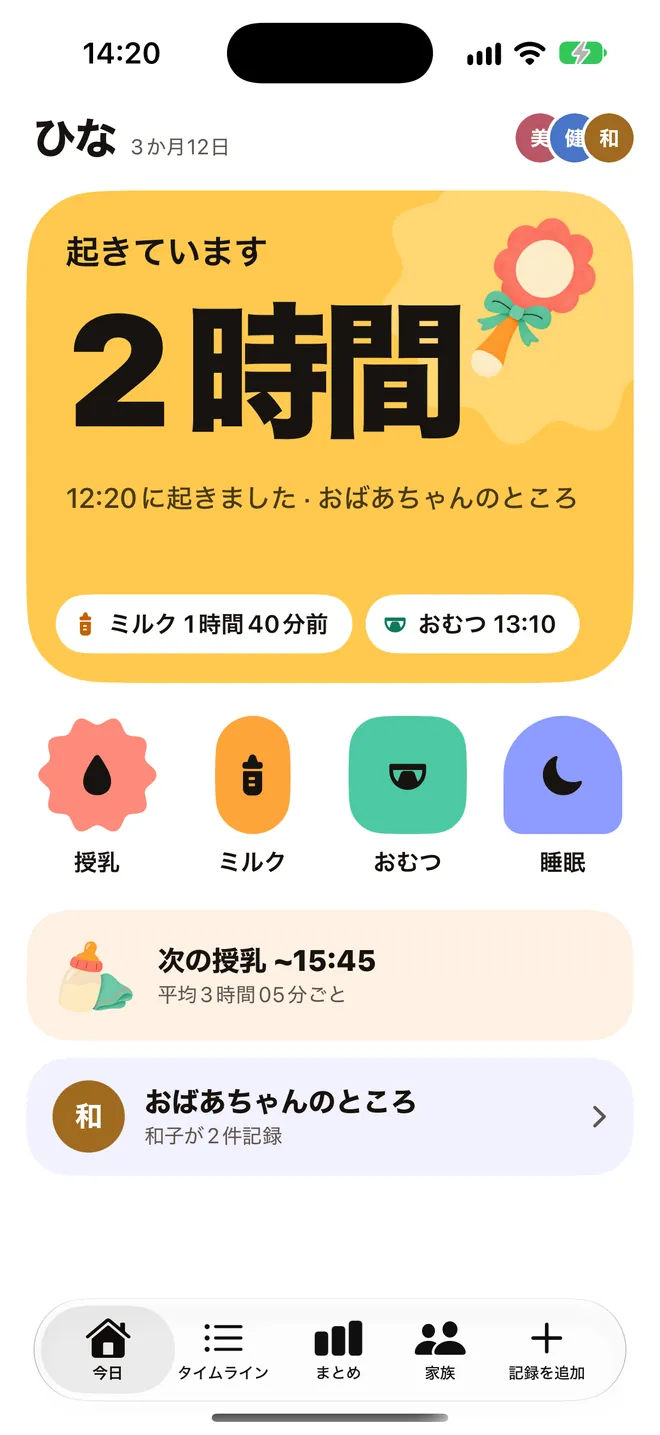 14:20
ひな 3か月12日
美 健 和
起きています
2時間
12:20に起きました · おばあちゃんのところ
ミルク 1時間40分前
おむつ 13:10
授乳
ミルク
おむつ
睡眠
次の授乳 ~15:45
平均3時間05分ごと
和
おばあちゃんのところ
和子が2件記録
今日
タイムライン
まとめ
家族
記録を追加